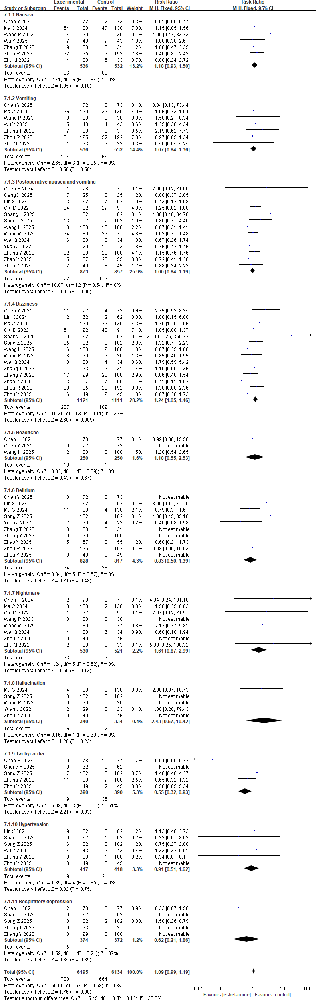 Experimental Control Risk Ratio Risk Ratio
Study or Subgroup Events Total Events Total Weight M-H, Fixed, 95% CI M-H, Fixed, 95% CI
7.1.1 Nausea
Chen Y 2025 1 72 2 73 0.3% 0.51 [0.05, 5.47]
Ma C 2024 54 130 47 130 7.0% 1.15 [0.85, 1.56]
Wang P 2023 4 30 1 30 0.1% 4.00 [0.47, 33.73]
Wu Y 2025 7 43 7 43 1.0% 1.00 [0.38, 2.61]
Zhang T 2023 9 33 8 31 1.2% 1.06 [0.47, 2.39]
Zhou R 2023 27 195 19 192 2.8% 1.40 [0.81, 2.43]
Zhu M 2022 4 33 5 33 0.7% 0.80 [0.24, 2.72]
Subtotal (95% CI) 536 532 13.2% 1.18 [0.93, 1.50]
Total events 106 89
Heterogeneity: Chi² = 2.71, df = 6 (P = 0.84); I² = 0%
Test for overall effect: Z = 1.35 (P = 0.18)
7.1.2 Vomiting
Chen Y 2025 1 72 0 73 0.1% 3.04 [0.13, 73.44]
Ma C 2024 36 130 33 130 4.9% 1.09 [0.73, 1.64]
Wang P 2023 3 30 2 30 0.3% 1.50 [0.27, 8.34]
Wu Y 2025 5 43 4 43 0.6% 1.25 [0.36, 4.34]
Zhang T 2023 7 33 3 31 0.5% 2.19 [0.62, 7.73]
Zhou R 2023 51 195 52 192 7.8% 0.97 [0.69, 1.34]
Zhu M 2022 1 33 2 33 0.3% 0.50 [0.05, 5.25]
Subtotal (95% CI) 536 532 14.4% 1.07 [0.84, 1.36]
Total events 104 96
Heterogeneity: Chi² = 2.65, df = 6 (P = 0.85); I² = 0%
Test for overall effect: Z = 0.56 (P = 0.58)
7.1.3 Postoperative nausea and vomiting
Chen H 2024 1 78 0 77 0.1% 2.96 [0.12, 71.60]
Geng X 2025 7 25 8 25 1.2% 0.88 [0.37, 2.05]
Lin X 2024 3 62 7 62 1.0% 0.43 [0.12, 1.58]
Qiu D 2022 34 92 27 91 4.0% 1.25 [0.82, 1.88]
Shang Y 2025 4 62 1 62 0.1% 4.00 [0.46, 34.78]
Song Z 2025 13 102 7 102 1.0% 1.86 [0.77, 4.46]
Wang H 2025 10 100 15 100 2.2% 0.67 [0.31, 1.41]
Wang W 2025 34 80 32 77 4.8% 1.02 [0.71, 1.48]
Wei Q 2024 6 38 8 34 1.3% 0.67 [0.26, 1.74]
Yuan J 2022 11 29 11 23 1.8% 0.79 [0.42, 1.49]
Zhang Y 2023 32 99 28 100 4.1% 1.15 [0.76, 1.76]
Zhao Y 2025 15 57 20 55 3.0% 0.72 [0.41, 1.26]
Zhou Y 2025 7 49 8 49 1.2% 0.88 [0.34, 2.23]
Subtotal (95% CI) 873 857 25.9% 1.00 [0.84, 1.19]
Total events 177 172
Heterogeneity: Chi² = 10.87, df = 12 (P = 0.54); I² = 0%
Test for overall effect: Z = 0.02 (P = 0.99)
7.1.4 Dizziness
Chen Y 2025 11 72 4 73 0.6% 2.79 [0.93, 8.35]
Lin X 2024 2 62 2 62 0.3% 1.00 [0.15, 6.88]
Ma C 2024 51 130 29 130 4.3% 1.76 [1.20, 2.59]
Qiu D 2022 51 92 48 91 7.1% 1.05 [0.80, 1.37]
Shang Y 2025 10 62 0 62 0.1% 21.00 [1.26, 350.72]
Song Z 2025 25 102 19 102 2.8% 1.32 [0.77, 2.23]
Wang H 2025 6 100 9 100 1.3% 0.67 [0.25, 1.80]
Wang P 2023 8 30 9 30 1.3% 0.89 [0.40, 1.99]
Wei Q 2024 8 38 4 34 0.6% 1.79 [0.59, 5.42]
Zhang T 2023 11 33 9 31 1.4% 1.15 [0.55, 2.39]
Zhang Y 2023 17 99 20 100 2.9% 0.86 [0.48, 1.54]
Zhao Y 2025 3 57 7 55 1.1% 0.41 [0.11, 1.52]
Zhou R 2023 28 195 20 192 3.0% 1.38 [0.80, 2.36]
Zhou Y 2025 6 49 9 49 1.3% 0.67 [0.26, 1.73]
Subtotal (95% CI) 1121 1111 28.2% 1.24 [1.05, 1.46]
Total events 237 189
Heterogeneity: Chi² = 19.36, df = 13 (P = 0.11); I² = 33%
Test for overall effect: Z = 2.60 (P = 0.009)
7.1.5 Headache
Chen H 2024 1 78 1 77 0.1% 0.99 [0.06, 15.50]
Chen Y 2025 0 72 0 73 Not estimable
Wang H 2025 12 100 10 100 1.5% 1.20 [0.54, 2.65]
Subtotal (95% CI) 250 250 1.6% 1.18 [0.55, 2.53]
Total events 13 11
Heterogeneity: Chi² = 0.02, df = 1 (P = 0.89); I² = 0%
Test for overall effect: Z = 0.43 (P = 0.67)
7.1.6 Delirium
Chen Y 2025 0 72 0 73 Not estimable
Lin X 2024 1 62 0 62 0.1% 3.00 [0.12, 72.25]
Ma C 2024 11 130 14 130 2.1% 0.79 [0.37, 1.67]
Song Z 2025 4 102 1 102 0.1% 4.00 [0.45, 35.18]
Yuan J 2022 2 29 4 23 0.7% 0.40 [0.08, 1.98]
Zhang T 2023 0 33 0 31 Not estimable
Zhang Y 2023 0 99 0 100 Not estimable
Zhao Y 2025 5 57 8 55 1.2% 0.60 [0.21, 1.73]
Zhou R 2023 1 195 1 192 0.1% 0.98 [0.06, 15.63]
Zhou Y 2025 0 49 0 49 Not estimable
Subtotal (95% CI) 828 817 4.3% 0.83 [0.50, 1.39]
Total events 24 28
Heterogeneity: Chi² = 3.84, df = 5 (P = 0.57); I² = 0%
Test for overall effect: Z = 0.71 (P = 0.48)
7.1.7 Nightmare
Chen H 2024 2 78 0 77 0.1% 4.94 [0.24, 101.18]
Ma C 2024 3 130 2 130 0.3% 1.50 [0.25, 8.83]
Qiu D 2022 1 92 0 91 0.1% 2.97 [0.12, 71.91]
Wang P 2023 0 30 0 30 Not estimable
Wang W 2025 11 80 5 77 0.8% 2.12 [0.77, 5.81]
Wei Q 2024 4 38 6 34 0.9% 0.60 [0.18, 1.94]
Zhou Y 2025 0 49 0 49 Not estimable
Zhu M 2022 2 33 0 33 0.1% 5.00 [0.25, 100.32]
Subtotal (95% CI) 530 521 2.2% 1.61 [0.87, 2.99]
Total events 23 13
Heterogeneity: Chi² = 4.24, df = 5 (P = 0.52); I² = 0%
Test for overall effect: Z = 1.50 (P = 0.13)
7.1.8 Hallucination
Ma C 2024 4 130 2 130 0.3% 2.00 [0.37, 10.73]
Song Z 2025 0 102 0 102 Not estimable
Wang P 2023 0 30 0 30 Not estimable
Yuan J 2022 2 29 0 23 0.1% 4.00 [0.20, 79.43]
Zhou Y 2025 0 49 0 49 Not estimable
Subtotal (95% CI) 340 334 0.4% 2.43 [0.57, 10.42]
Total events 6 2
Heterogeneity: Chi² = 0.16, df = 1 (P = 0.69); I² = 0%
Test for overall effect: Z = 1.20 (P = 0.23)
7.1.9 Tachycardia
Chen H 2024 0 78 11 77 1.7% 0.04 [0.00, 0.72]
Shang Y 2025 0 62 0 62 Not estimable
Song Z 2025 7 102 5 102 0.7% 1.40 [0.46, 4.27]
Zhang Y 2023 11 99 17 100 2.5% 0.65 [0.32, 1.32]
Zhou Y 2025 1 49 2 49 0.3% 0.50 [0.05, 5.34]
Subtotal (95% CI) 390 390 5.3% 0.55 [0.32, 0.93]
Total events 19 35
Heterogeneity: Chi² = 6.08, df = 3 (P = 0.11); I² = 51%
Test for overall effect: Z = 2.21 (P = 0.03)
7.1.10 Hypertension
Lin X 2024 9 62 8 62 1.2% 1.13 [0.46, 2.73]
Shang Y 2025 0 62 1 62 0.2% 0.33 [0.01, 8.03]
Song Z 2025 6 102 8 102 1.2% 0.75 [0.27, 2.08]
Wu Y 2025 4 43 3 43 0.4% 1.33 [0.32, 5.61]
Zhang Y 2023 0 99 1 100 0.2% 0.34 [0.01, 8.17]
Zhou Y 2025 0 49 0 49 Not estimable
Subtotal (95% CI) 417 418 3.3% 0.91 [0.51, 1.62]
Total events 19 21
Heterogeneity: Chi² = 1.39, df = 4 (P = 0.85); I² = 0%
Test for overall effect: Z = 0.32 (P = 0.75)
7.1.11 Respiratory depression
Chen H 2024 2 78 6 77 0.9% 0.33 [0.07, 1.58]
Shang Y 2025 0 62 0 62 Not estimable
Song Z 2025 3 102 2 102 0.3% 1.50 [0.26, 8.79]
Zhang T 2023 0 33 0 31 Not estimable
Zhang Y 2023 0 99 0 100 Not estimable
Subtotal (95% CI) 374 372 1.2% 0.62 [0.21, 1.86]
Total events 5 8
Heterogeneity: Chi² = 1.59, df = 1 (P = 0.21); I² = 37%
Test for overall effect: Z = 0.85 (P = 0.39)
Total (95% CI) 6195 6134 100.0% 1.09 [0.99, 1.19]
Total events 733 664
Heterogeneity: Chi² = 60.96, df = 67 (P = 0.68); I² = 0%
Test for overall effect: Z = 1.76 (P = 0.08)
Test for subgroup differences: Chi² = 15.45, df = 10 (P = 0.12), I² = 35.3%
0.01 0.1 1 10 100
Favours [esketamine] Favours [control]